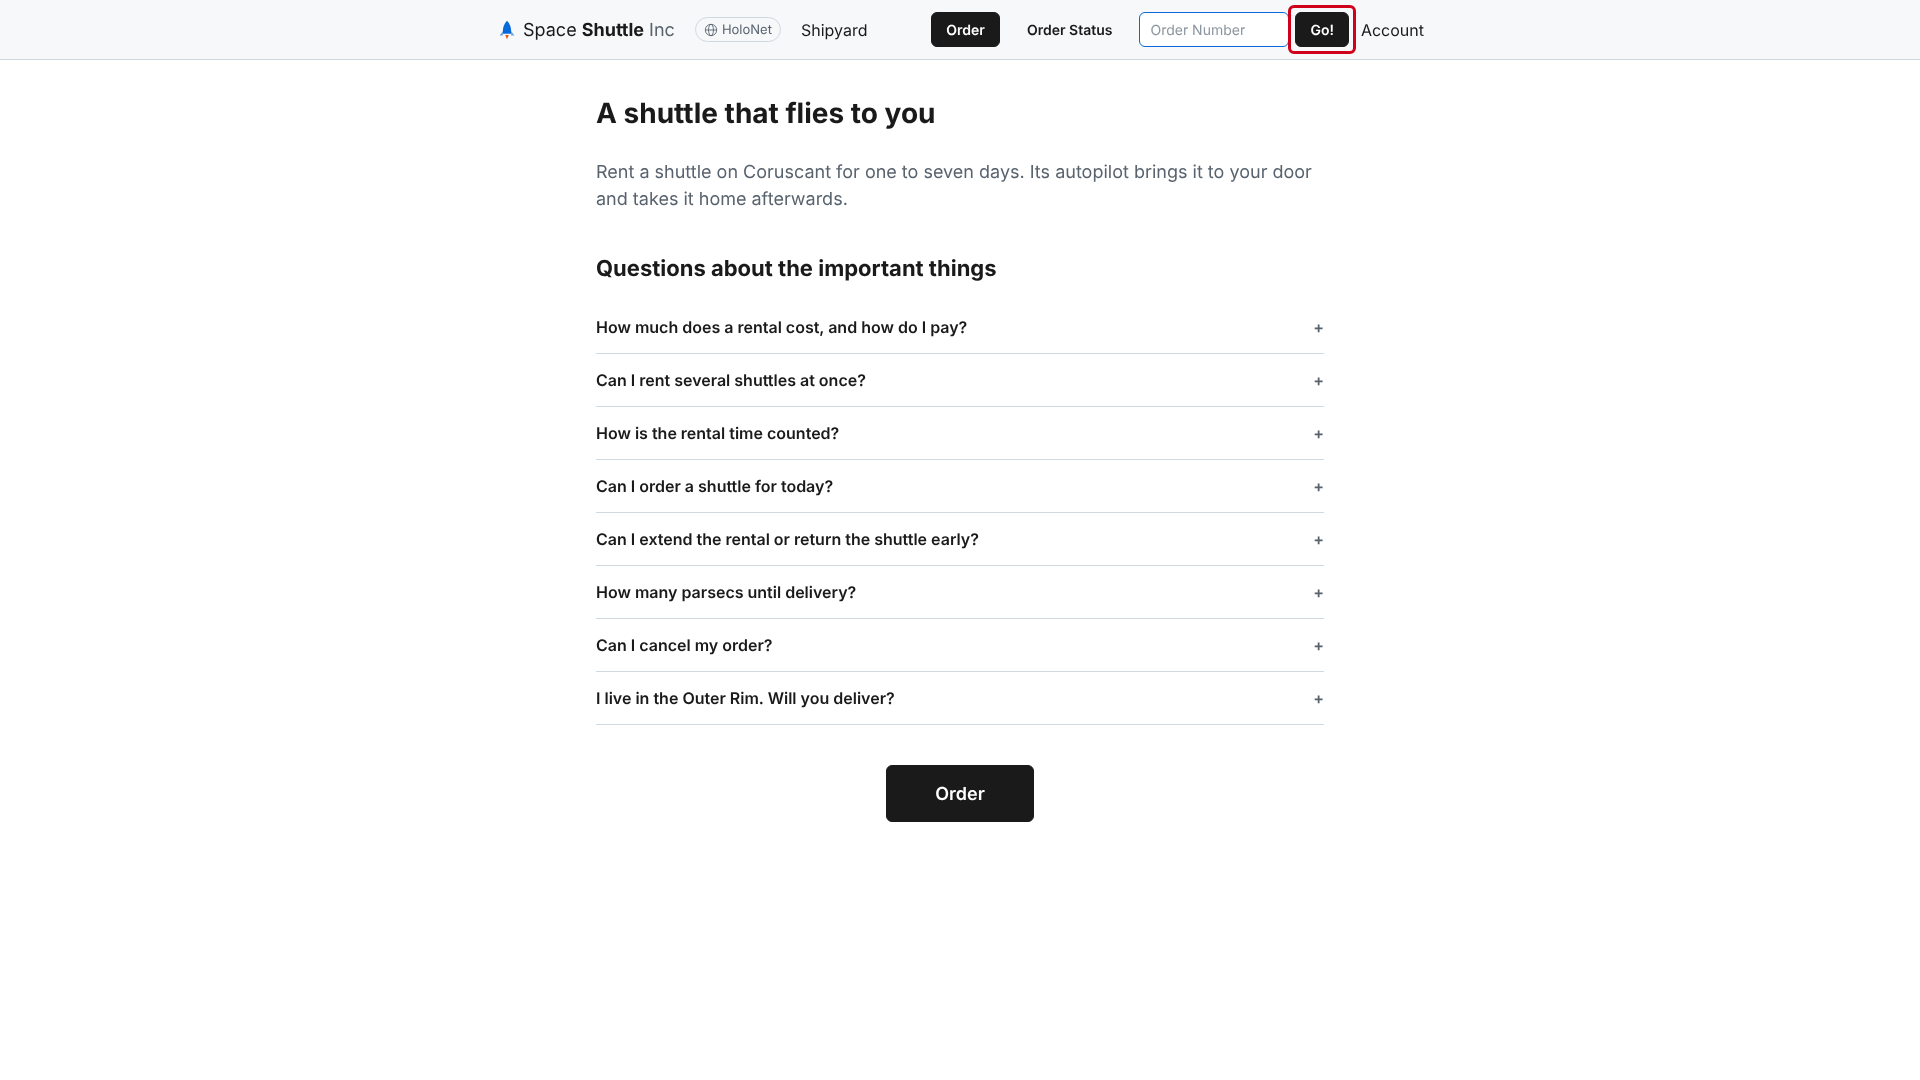 Space Shuttle Inc HoloNet Shipyard Order Order Status Order Number Go! Account
A shuttle that flies to you
Rent a shuttle on Coruscant for one to seven days. Its autopilot brings it to your door
and takes it home afterwards.
Questions about the important things
How much does a rental cost, and how do I pay? +
Can I rent several shuttles at once? +
How is the rental time counted? +
Can I order a shuttle for today? +
Can I extend the rental or return the shuttle early? +
How many parsecs until delivery? +
Can I cancel my order? +
I live in the Outer Rim. Will you deliver? +
Order